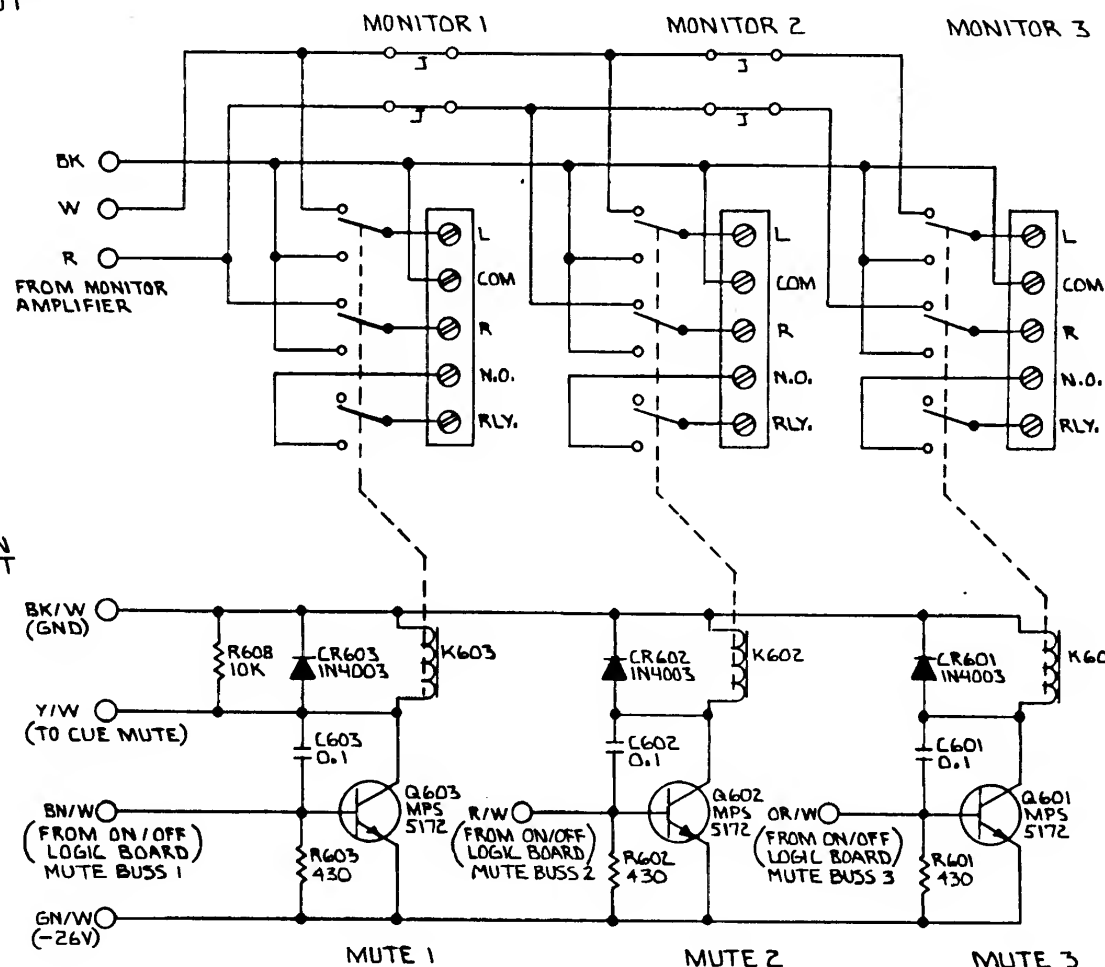 MONITOR 1
MONITOR 2
MONITOR 3
J
J
J
J
BK
W
R
FROM MONITOR
AMPLIFIER
L
COM
R
N.O.
RLY.
L
COM
R
N.O.
RLY.
L
COM
R
N.O.
RLY.
BK/W
(GND)
R608
10K
CR603
1N4003
K603
CR602
1N4003
K602
CR601
1N4003
Y/W
(TO CUE MUTE)
C603
0.1
C602
0.1
C601
0.1
BN/W
(FROM ON/OFF
LOGIC BOARD)
MUTE BUSS 1
Q603
MPS
5172
R603
430
R/W
(FROM ON/OFF
LOGIC BOARD)
MUTE BUSS 2
Q602
MPS
5172
R602
430
OR/W
(FROM ON/OFF
LOGIC BOARD)
MUTE BUSS 3
Q601
MPS
5172
R601
430
GN/W
(-26V)
MUTE 1
MUTE 2
MUTE 3